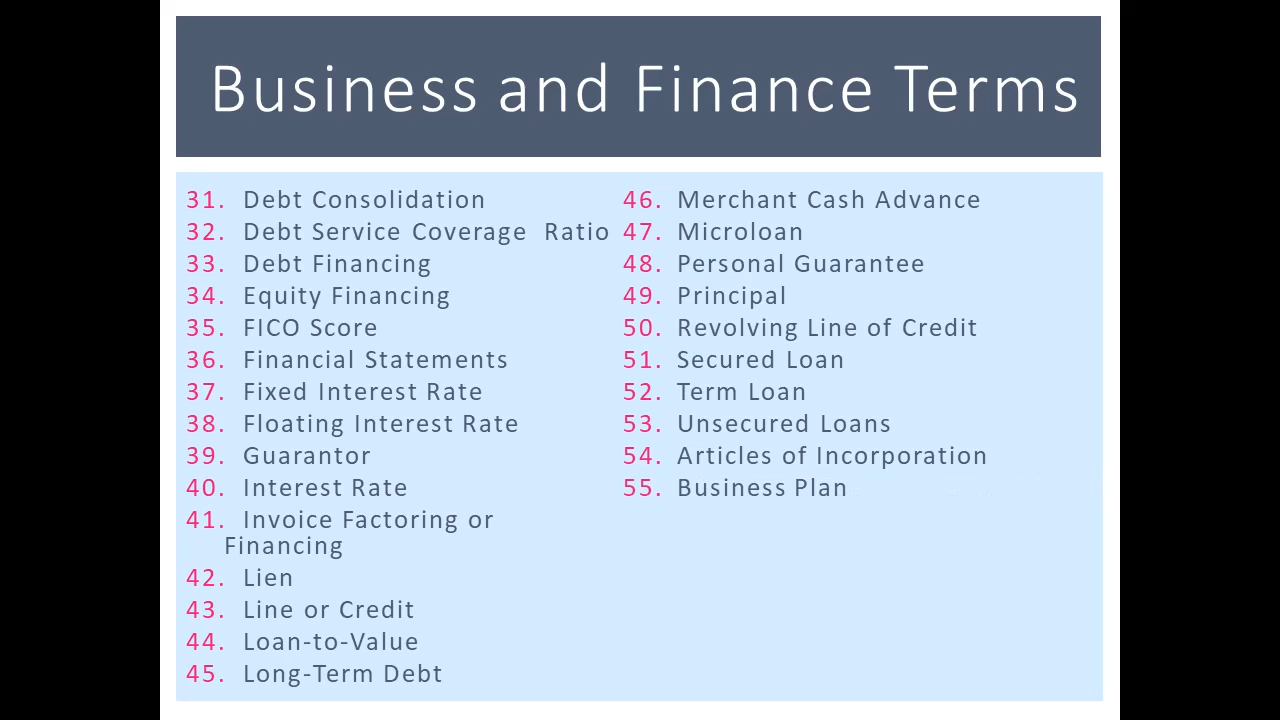 Business and Finance Terms
31. Debt Consolidation
32. Debt Service Coverage Ratio
33. Debt Financing
34. Equity Financing
35. FICO Score
36. Financial Statements
37. Fixed Interest Rate
38. Floating Interest Rate
39. Guarantor
40. Interest Rate
41. Invoice Factoring or
Financing
42. Lien
43. Line or Credit
44. Loan-to-Value
45. Long-Term Debt
46. Merchant Cash Advance
47. Microloan
48. Personal Guarantee
49. Principal
50. Revolving Line of Credit
51. Secured Loan
52. Term Loan
53. Unsecured Loans
54. Articles of Incorporation
55. Business Plan